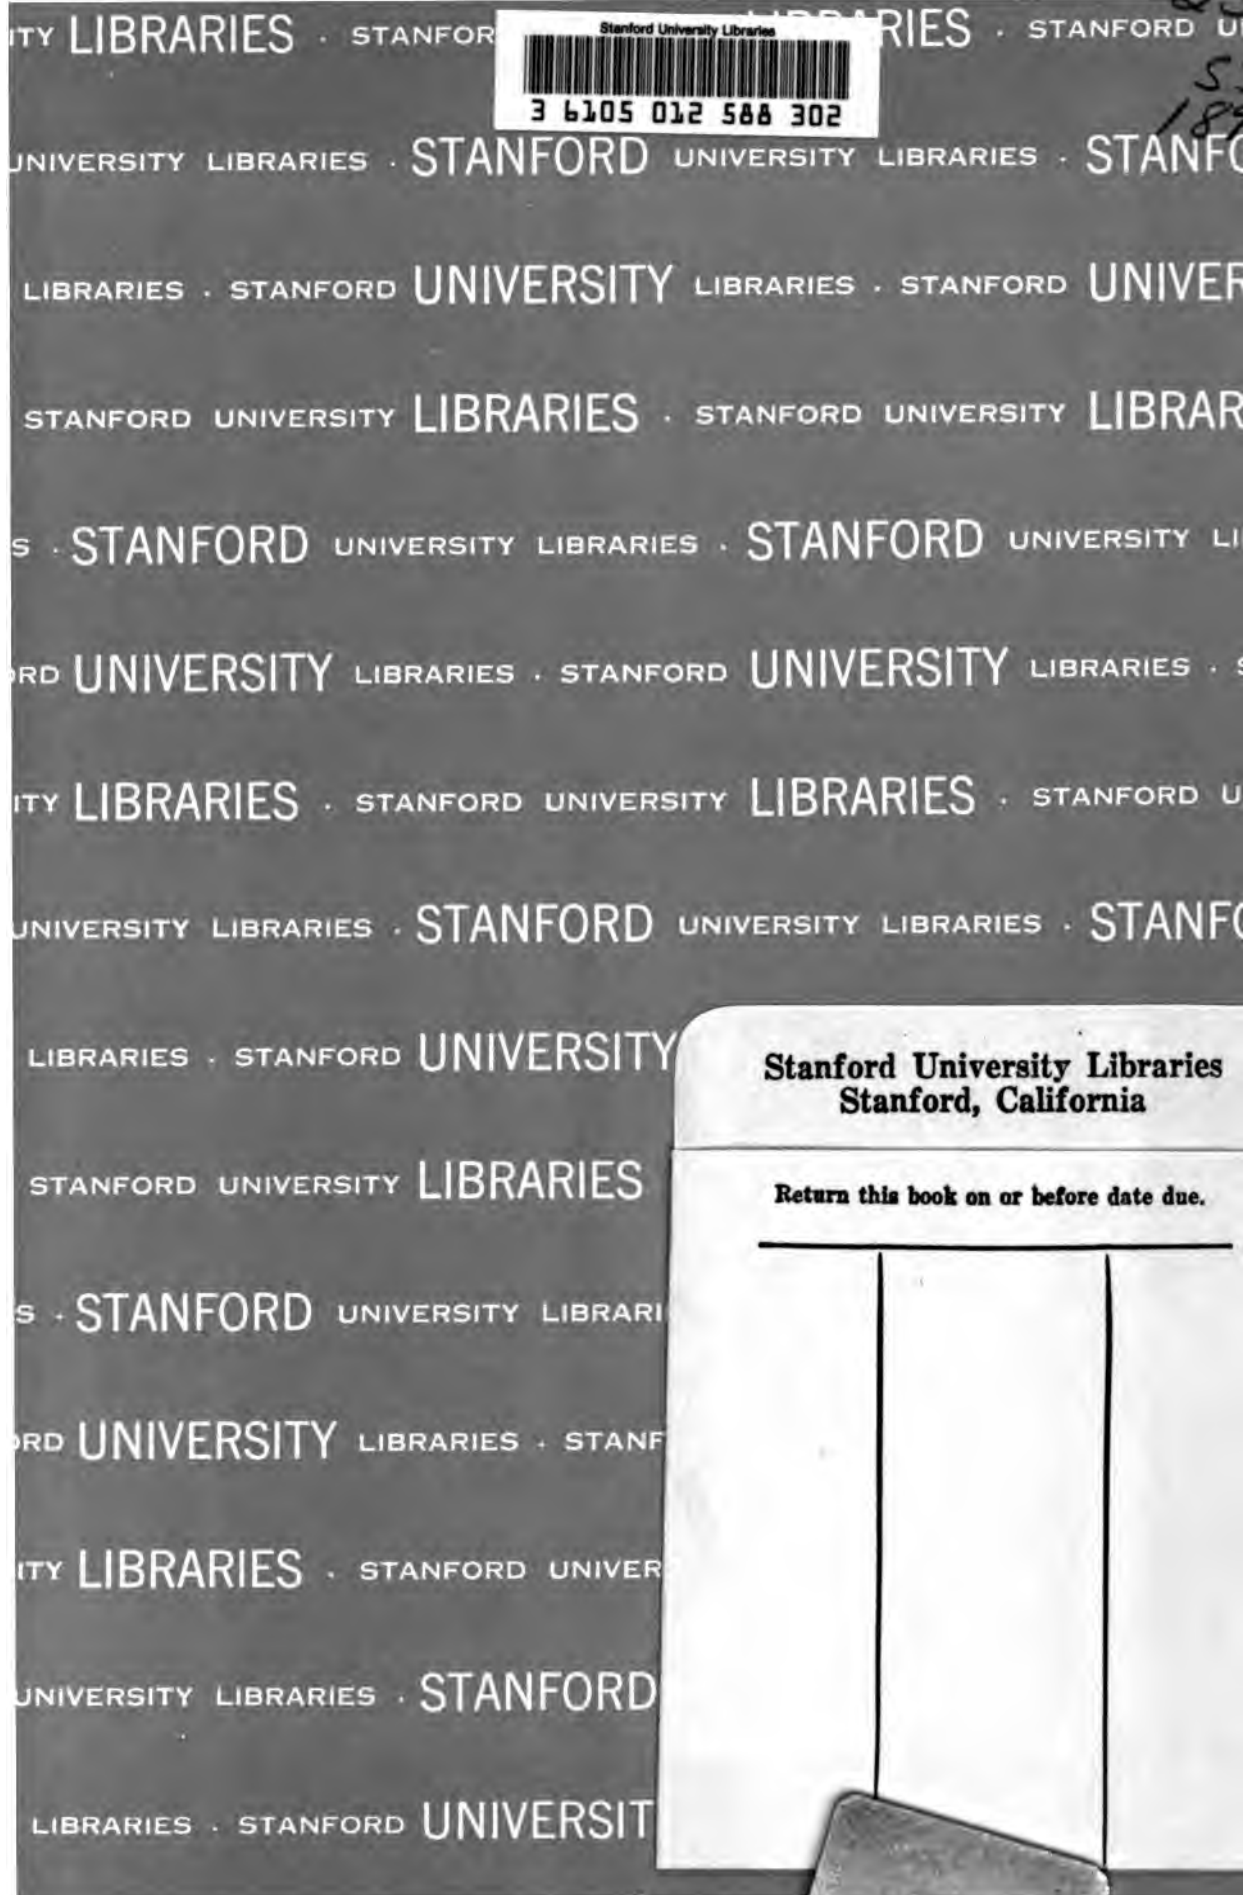 ITY LIBRARIES · STANFOR RIES · STANFORD U
Stanford University Libraries
3 6105 012 588 302
189
UNIVERSITY LIBRARIES · STANFORD UNIVERSITY LIBRARIES · STANFO
LIBRARIES · STANFORD UNIVERSITY LIBRARIES · STANFORD UNIVER
STANFORD UNIVERSITY LIBRARIES · STANFORD UNIVERSITY LIBRAR
S · STANFORD UNIVERSITY LIBRARIES · STANFORD UNIVERSITY LI
RD UNIVERSITY LIBRARIES · STANFORD UNIVERSITY LIBRARIES · S
ITY LIBRARIES · STANFORD UNIVERSITY LIBRARIES · STANFORD U
UNIVERSITY LIBRARIES · STANFORD UNIVERSITY LIBRARIES · STANFO
LIBRARIES · STANFORD UNIVERSITY
STANFORD UNIVERSITY LIBRARIES
S · STANFORD UNIVERSITY LIBRARI
RD UNIVERSITY LIBRARIES · STANF
ITY LIBRARIES · STANFORD UNIVER
UNIVERSITY LIBRARIES · STANFORD
LIBRARIES · STANFORD UNIVERSIT
Stanford University Libraries
Stanford, California
Return this book on or before date due.